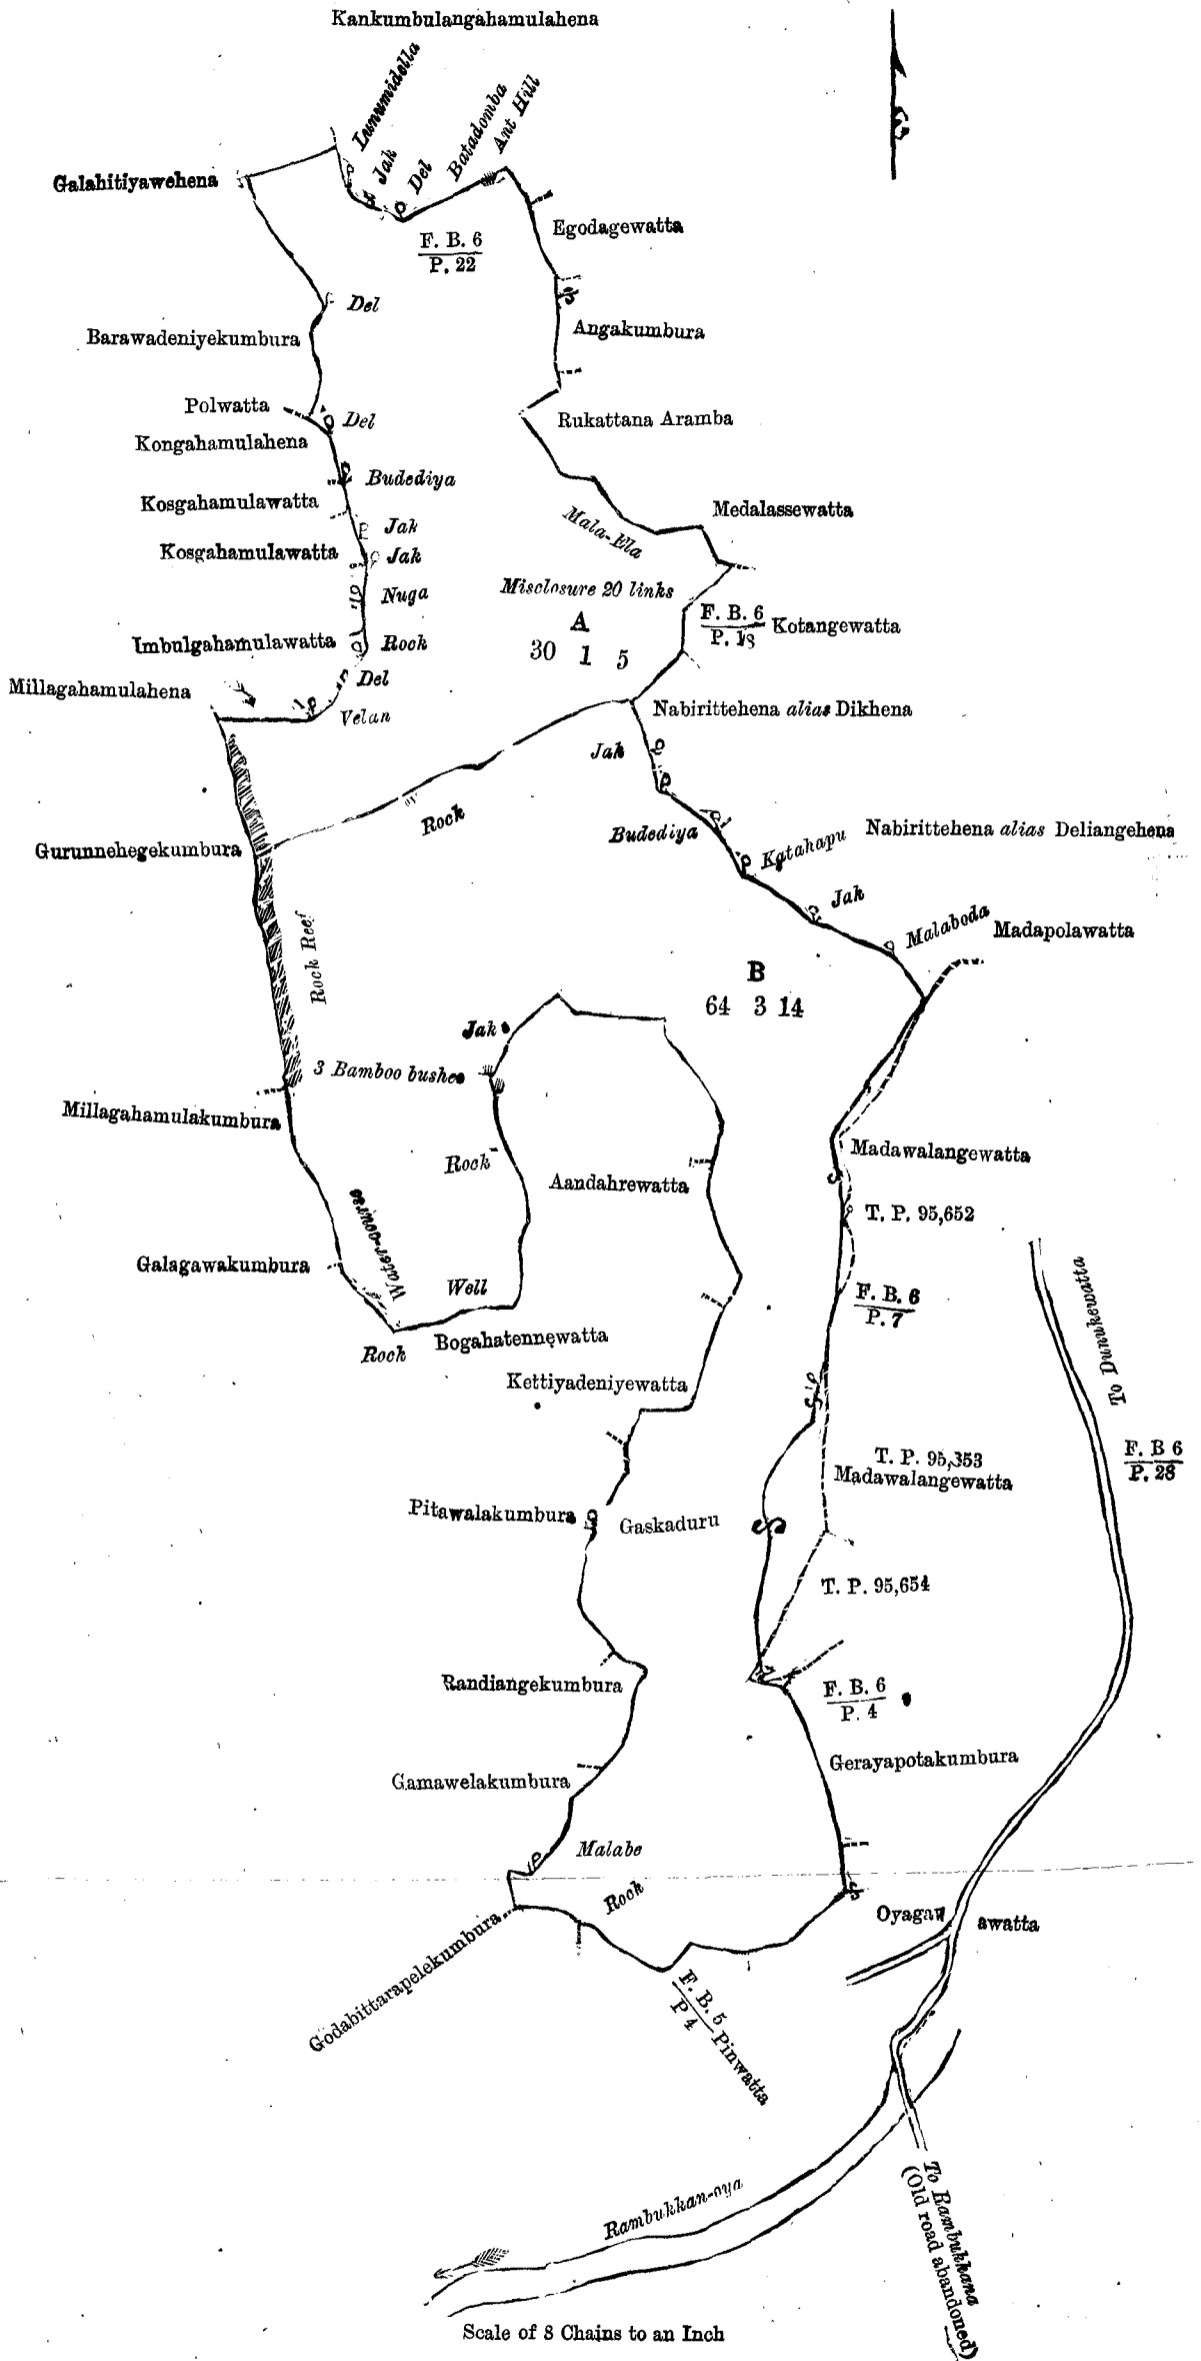 Kankumbulangahamulahena
Lunumidella
Jak
Del
Batadomba
Ant Hill
Galahitiyawehena
Egodagewatta
F. B. 6
P. 22
Del
Barawadeniyekumbura
Angakumbura
Polwatta
Del
Rukattana Aramba
Kongahamulahena
Budediya
Kosgahamulawatta
Medalassewatta
Jak
Mala-Ela
Kosgahamulawatta
Jak
Nuga
Misclosure 20 links
A
30 1 5
F. B. 6
P. 18
Kotangewatta
Imbulgahamulawatta
Rock
Del
Millagahamulahena
Velan
Nabirittehena alias Dikhena
Jak
Rock
Budediya
Katahapu
Nabirittehena alias Deliangehena
Gurunnehegekumbura
Jak
Rock Reef
Malaboda
Madapolawatta
B
64 3 14
Jak
3 Bamboo bushes
Millagahamulakumbura
Rock
Aandahrewatta
Madawalangewatta
T. P. 95,652
Water-course
Galagawakumbura
Well
F. B. 6
P. 7
To Dunukewatta
Rock
Bogahatennewatta
Kettiyadeniyewatta
F. B 6
P. 28
T. P. 95,353
Madawalangewatta
Pitawalakumbura
Gaskaduru
T. P. 95,654
Randiangekumbura
F. B. 6
P. 4
Gerayapotakumbura
Gamawelakumbura
Malabe
Rock
Oyagaw awatta
Godabittarapelekumbura
F. B. 5
P 4
Pinwatta
Rambukkan-oya
To Rambukkana
(Old road abandoned)
Scale of 8 Chains to an Inch